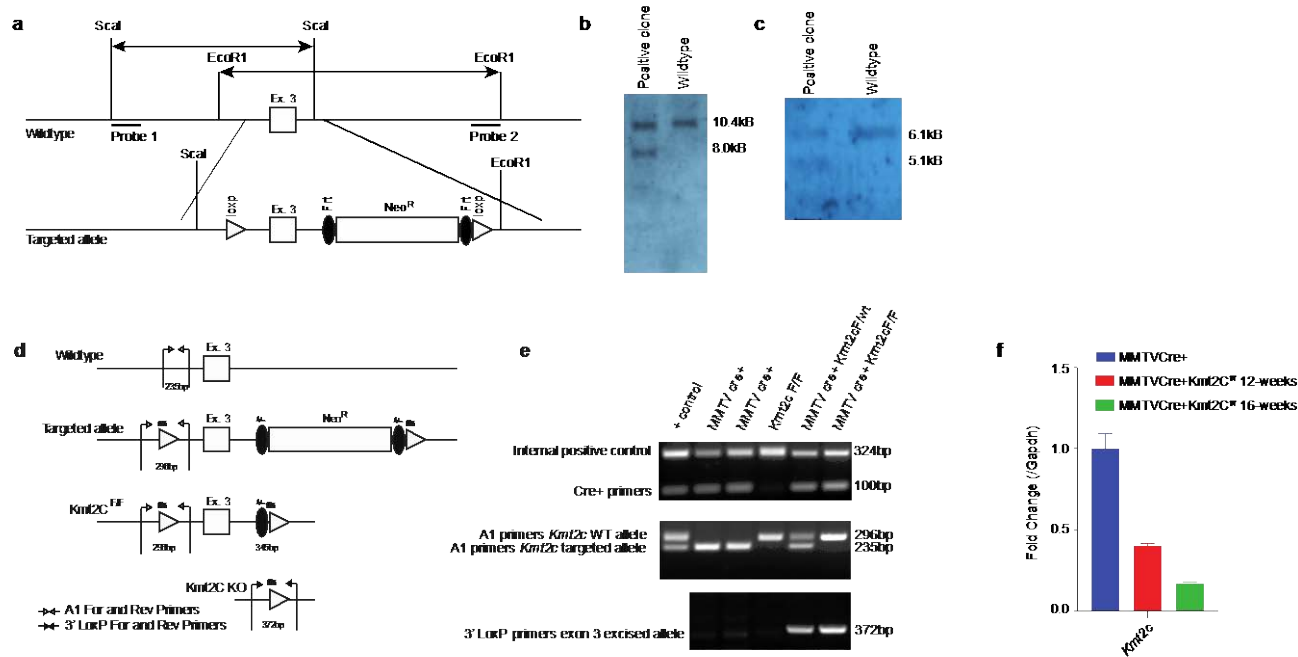 a
ScaI
ScaI
EcoR1
EcoR1
Ex. 3
Wildtype
Probe 1
Probe 2
ScaI
EcoR1
loxp
Ex. 3
Frt
Neo^R
Frt
loxp
Targeted allele
b
Positive clone
Wildtype
10.4kB
8.0kB
c
Positive clone
Wildtype
6.1kB
5.1kB
d
Wildtype
Ex. 3
235bp
Targeted allele
Ex. 3
Neo^R
296bp
Kmt2C F/F
Ex. 3
296bp
346bp
Kmt2C KO
372bp
A1 For and Rev Primers
3' LoxP For and Rev Primers
e
+ control
MMTV cre+
MMTV cre+
Kmt2c F/F
MMTV cre+ Kmt2cF/wt
MMTV cre+ Kmt2cF/F
Internal positive control
324bp
Cre+ primers
100bp
A1 primers Kmt2c WT allele
296bp
A1 primers Kmt2c targeted allele
235bp
3' LoxP primers exon 3 excised allele
372bp
f
MMTVCre+
MMTVCre+Kmt2C 12-weeks
MMTVCre+Kmt2C 16-weeks
Fold Change (/Gapdh)
1.5
1.0
0.5
0.0
Kmt2c